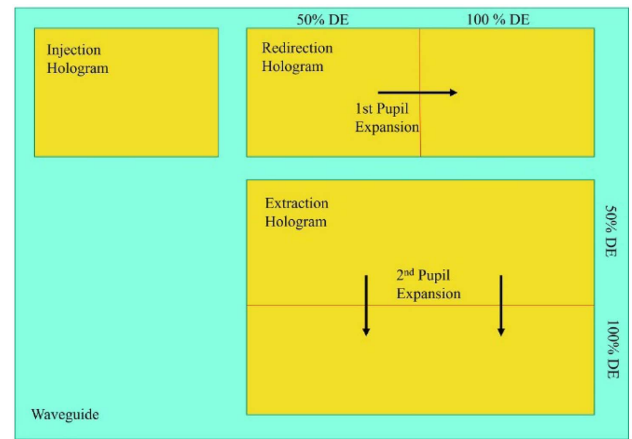 50% DE
100 % DE
Injection
Hologram
Redirection
Hologram
1st Pupil
Expansion
Extraction
Hologram
50% DE
2nd Pupil
Expansion
100% DE
Waveguide